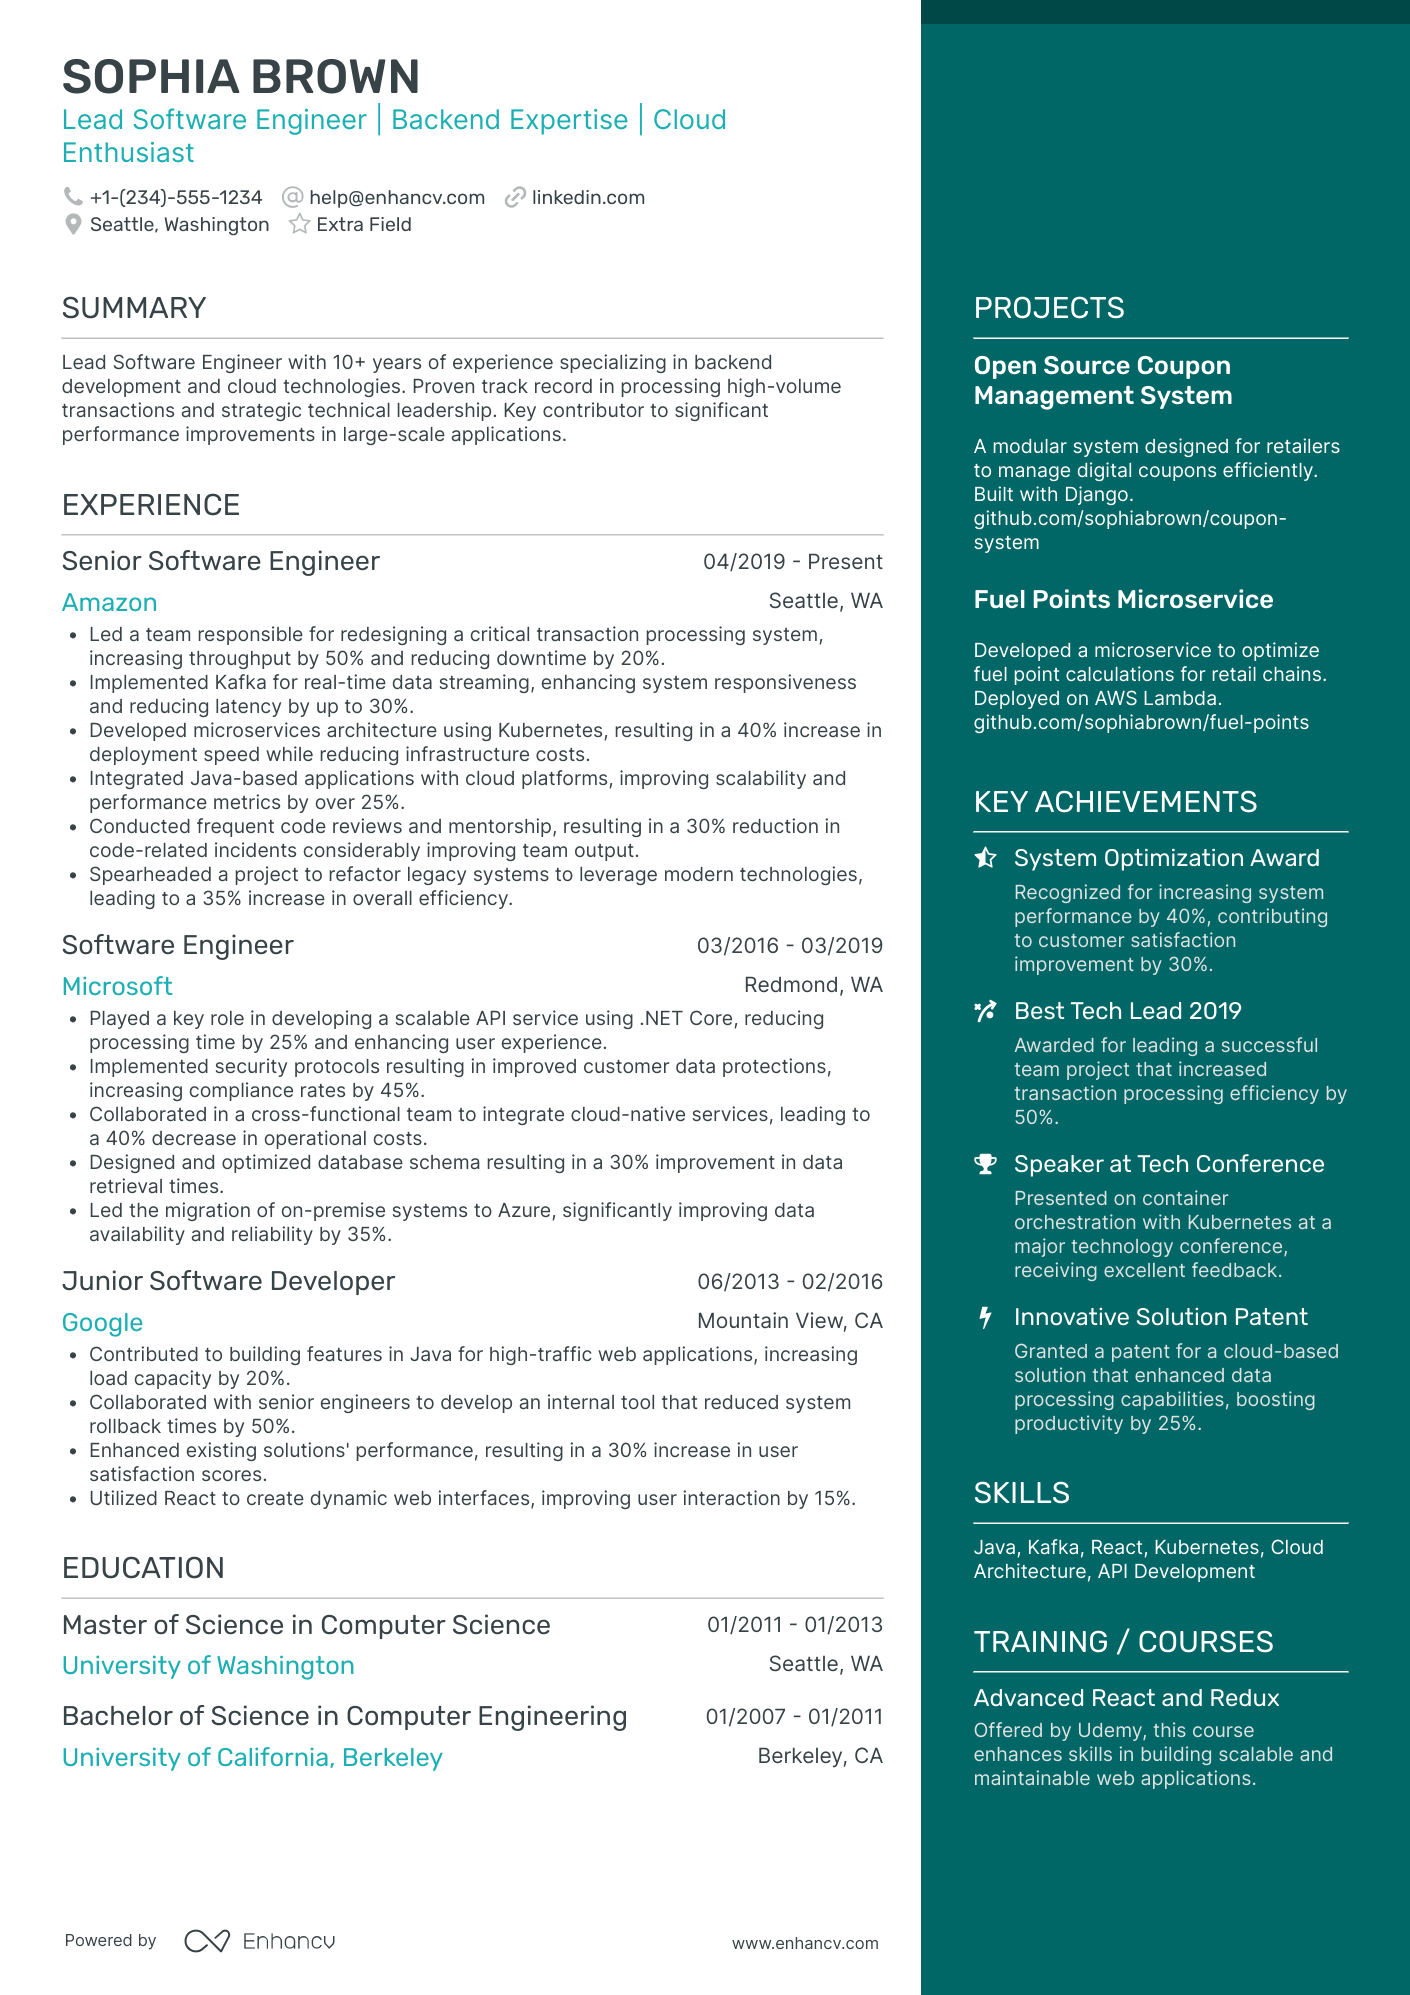 SOPHIA BROWN
Lead Software Engineer | Backend Expertise | Cloud
Enthusiast
+1-(234)-555-1234 help@enhancv.com linkedin.com
Seattle, Washington Extra Field
SUMMARY
Lead Software Engineer with 10+ years of experience specializing in backend
development and cloud technologies. Proven track record in processing high-volume
transactions and strategic technical leadership. Key contributor to significant
performance improvements in large-scale applications.
EXPERIENCE
Senior Software Engineer 04/2019 - Present
Amazon Seattle, WA
• Led a team responsible for redesigning a critical transaction processing system,
increasing throughput by 50% and reducing downtime by 20%.
• Implemented Kafka for real-time data streaming, enhancing system responsiveness
and reducing latency by up to 30%.
• Developed microservices architecture using Kubernetes, resulting in a 40% increase in
deployment speed while reducing infrastructure costs.
• Integrated Java-based applications with cloud platforms, improving scalability and
performance metrics by over 25%.
• Conducted frequent code reviews and mentorship, resulting in a 30% reduction in
code-related incidents considerably improving team output.
• Spearheaded a project to refactor legacy systems to leverage modern technologies,
leading to a 35% increase in overall efficiency.
Software Engineer 03/2016 - 03/2019
Microsoft Redmond, WA
• Played a key role in developing a scalable API service using .NET Core, reducing
processing time by 25% and enhancing user experience.
• Implemented security protocols resulting in improved customer data protections,
increasing compliance rates by 45%.
• Collaborated in a cross-functional team to integrate cloud-native services, leading to
a 40% decrease in operational costs.
• Designed and optimized database schema resulting in a 30% improvement in data
retrieval times.
• Led the migration of on-premise systems to Azure, significantly improving data
availability and reliability by 35%.
Junior Software Developer 06/2013 - 02/2016
Google Mountain View, CA
• Contributed to building features in Java for high-traffic web applications, increasing
load capacity by 20%.
• Collaborated with senior engineers to develop an internal tool that reduced system
rollback times by 50%.
• Enhanced existing solutions' performance, resulting in a 30% increase in user
satisfaction scores.
• Utilized React to create dynamic web interfaces, improving user interaction by 15%.
EDUCATION
Master of Science in Computer Science 01/2011 - 01/2013
University of Washington Seattle, WA
Bachelor of Science in Computer Engineering 01/2007 - 01/2011
University of California, Berkeley Berkeley, CA
PROJECTS
Open Source Coupon
Management System
A modular system designed for retailers
to manage digital coupons efficiently.
Built with Django.
github.com/sophiabrown/coupon-
system
Fuel Points Microservice
Developed a microservice to optimize
fuel point calculations for retail chains.
Deployed on AWS Lambda.
github.com/sophiabrown/fuel-points
KEY ACHIEVEMENTS
System Optimization Award
Recognized for increasing system
performance by 40%, contributing
to customer satisfaction
improvement by 30%.
Best Tech Lead 2019
Awarded for leading a successful
team project that increased
transaction processing efficiency by
50%.
Speaker at Tech Conference
Presented on container
orchestration with Kubernetes at a
major technology conference,
receiving excellent feedback.
Innovative Solution Patent
Granted a patent for a cloud-based
solution that enhanced data
processing capabilities, boosting
productivity by 25%.
SKILLS
Java, Kafka, React, Kubernetes, Cloud
Architecture, API Development
TRAINING / COURSES
Advanced React and Redux
Offered by Udemy, this course
enhances skills in building scalable and
maintainable web applications.
Powered by Enhancv www.enhancv.com